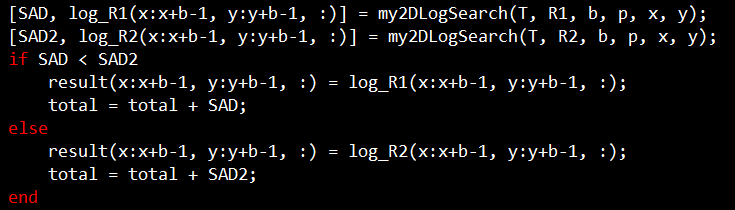 [SAD, log_R1(x:x+b-1, y:y+b-1, :)] = my2DLogSearch(T, R1, b, p, x, y);
[SAD2, log_R2(x:x+b-1, y:y+b-1, :)] = my2DLogSearch(T, R2, b, p, x, y);
if SAD < SAD2
    result(x:x+b-1, y:y+b-1, :) = log_R1(x:x+b-1, y:y+b-1, :);
    total = total + SAD;
else
    result(x:x+b-1, y:y+b-1, :) = log_R2(x:x+b-1, y:y+b-1, :);
    total = total + SAD2;
end